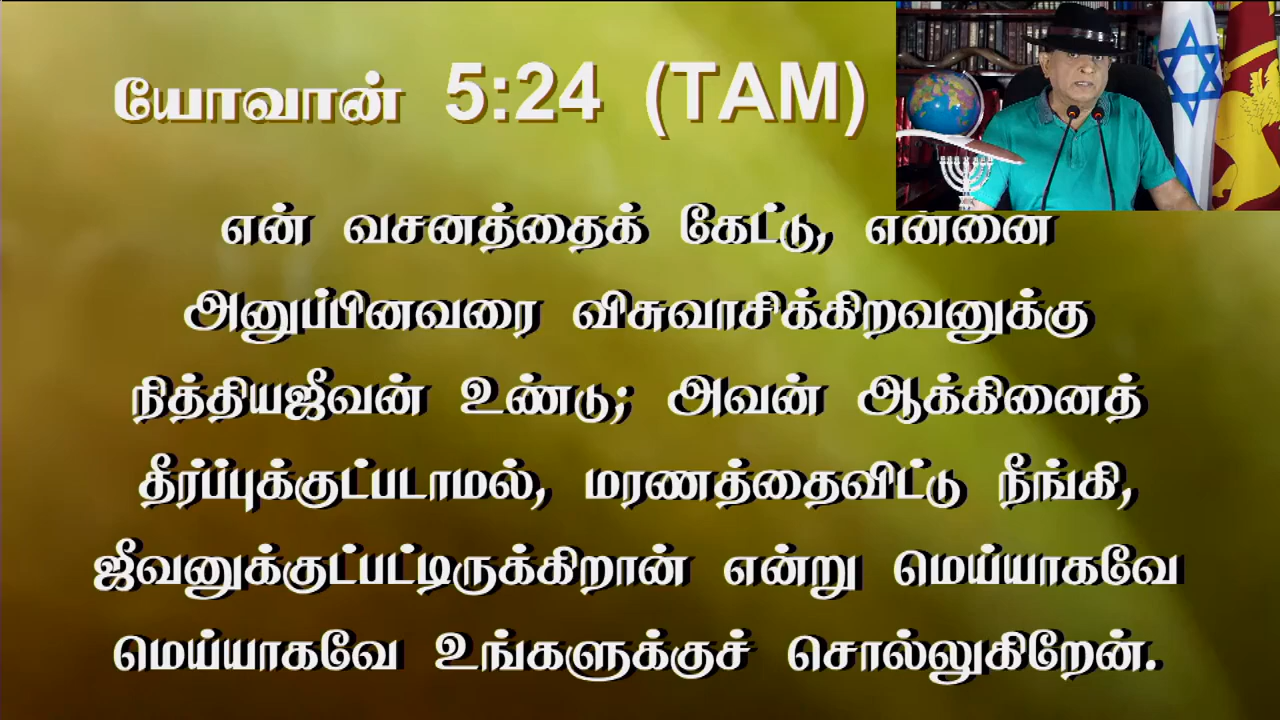 யோவான் 5:24 (TAM)
என் வசனத்தைக் கேட்டு, என்னை
அனுப்பினவரை விசுவாசிக்கிறவனுக்கு
நித்தியஜீவன் உண்டு; அவன் ஆக்கினைத்
தீர்ப்புக்குட்படாமல், மரணத்தைவிட்டு நீங்கி,
ஜீவனுக்குட்பட்டிருக்கிறான் என்று மெய்யாகவே
மெய்யாகவே உங்களுக்குச் சொல்லுகிறேன்.